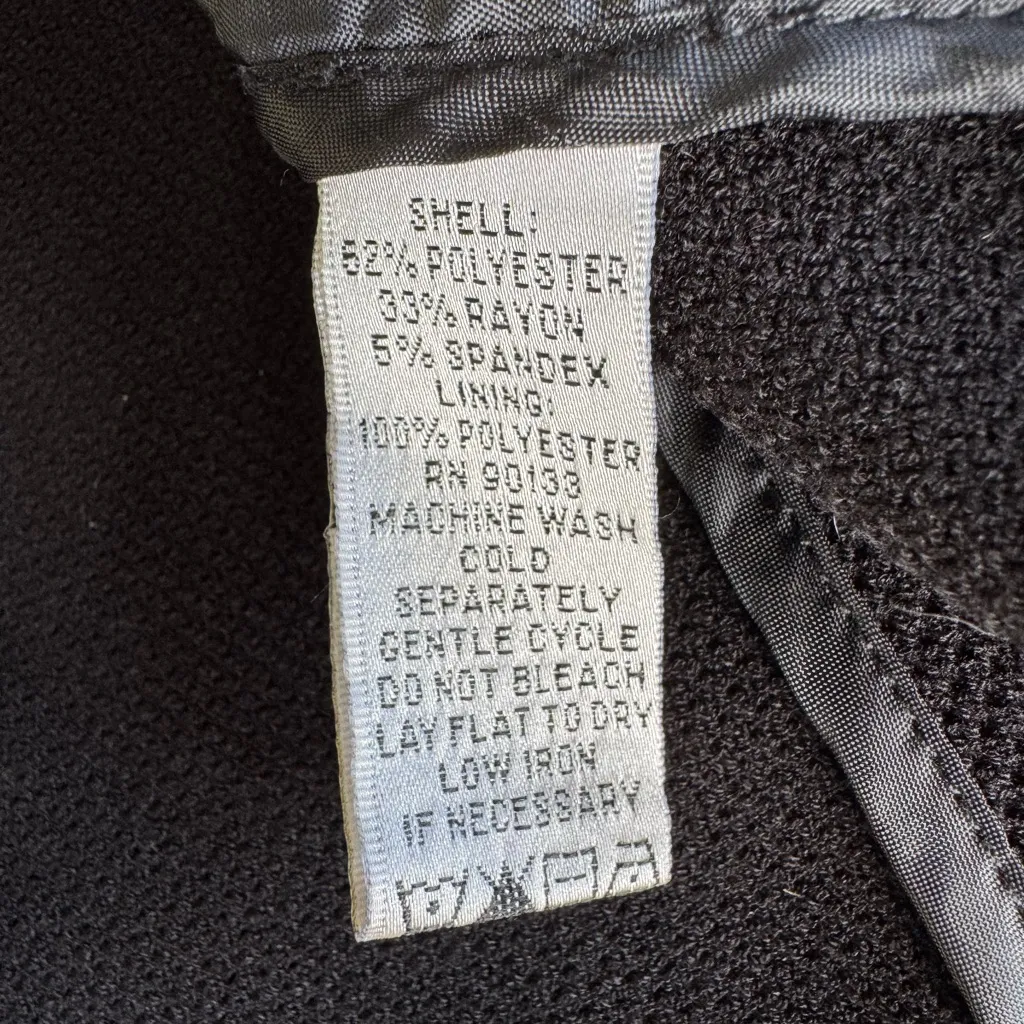 SHELL:
62% POLYESTER
33% RAYON
5% SPANDEX
LINING:
100% POLYESTER
RN 90133
MACHINE WASH
COLD
SEPARATELY
GENTLE CYCLE
DO NOT BLEACH
LAY FLAT TO DRY
LOW IRON
IF NECESSARY